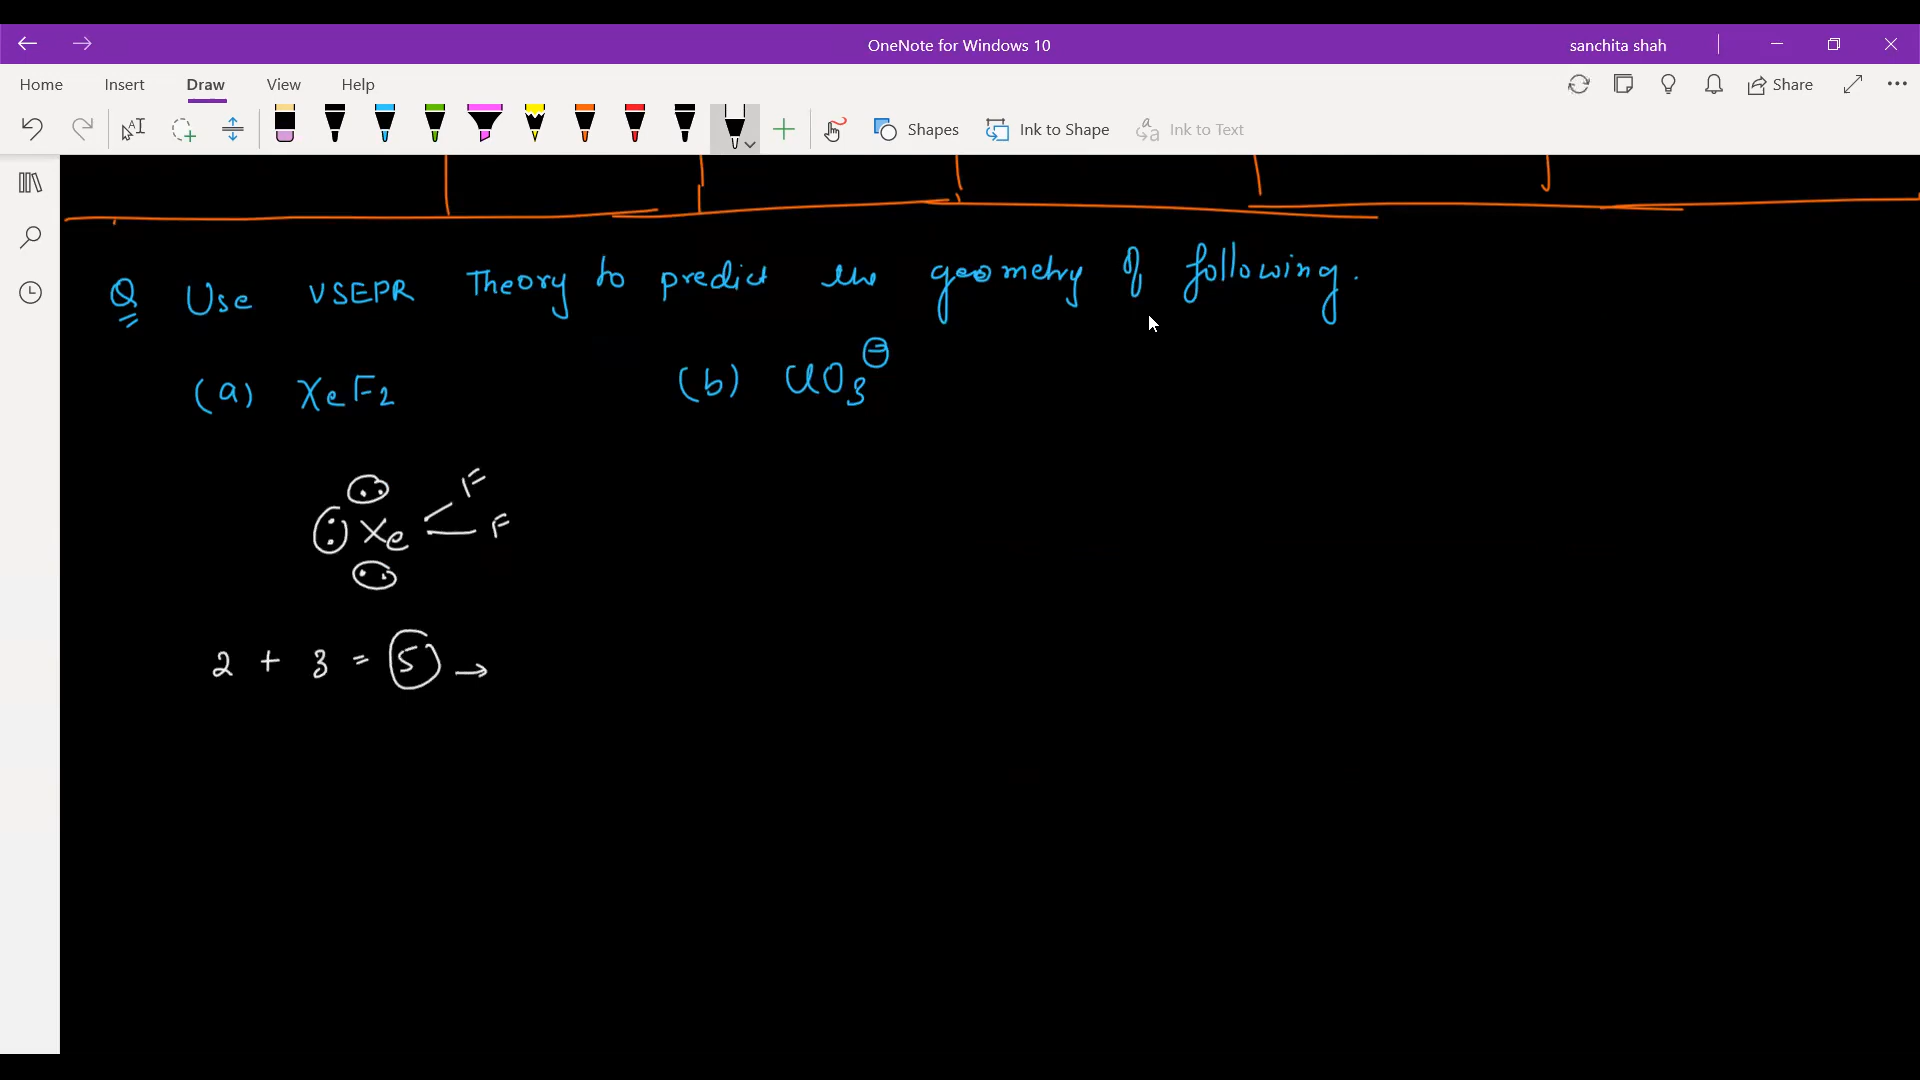 OneNote for Windows 10
sanchita shah
Home Insert Draw View Help
Share
Shapes Ink to Shape Ink to Text
Q Use VSEPR Theory to predict the geometry of following.
(a) XeF2 (b) ClO3⊖
F
Xe F
2 + 3 = 5 →